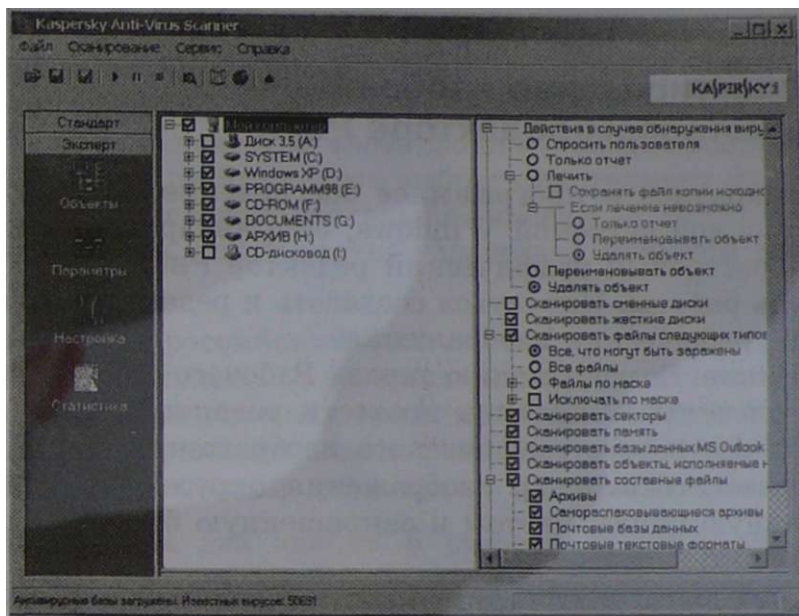 Kaspersky Anti-Virus Scanner
Файл Сканирование Сервис Справка
KA\PIR\KY
Стандарт
Эксперт
Объекты
Параметры
Настройка
Статистика
Мой компьютер
Диск 3.5 (A:)
SYSTEM (C:)
Windows XP (D:)
PROGRAMM98 (E:)
CD-ROM (F:)
DOCUMENTS (G:)
АРХИВ (H:)
CD-дисковод (I:)
Действия в случае обнаружения виру
Спросить пользователя
Только отчет
Лечить
Сохранять файл копии исходно
Если лечение невозможно
Только отчет
Переименовывать объект
Удалять объект
Переименовывать объект
Удалять объект
Сканировать сменные диски
Сканировать жесткие диски
Сканировать файлы следующих типов
Все, что могут быть заражены
Все файлы
Файлы по маске
Исключать по маске
Сканировать секторы
Сканировать память
Сканировать базы данных MS Outlook
Сканировать объекты, исполняемые н
Сканировать составные файлы
Архивы
Самораспаковывающиеся архивы
Почтовые базы данных
Почтовые текстовые форматы
Антивирусные базы загружены. Известных вирусов: 50691